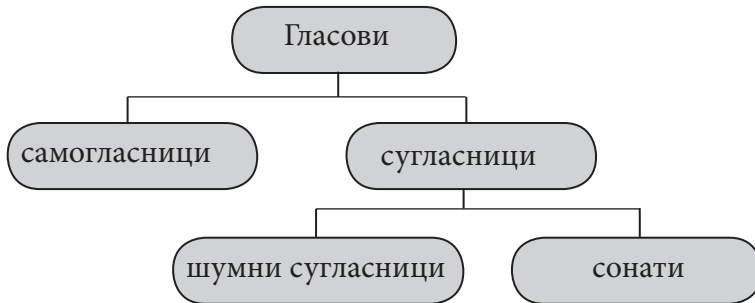 Гласови
самогласници
сугласници
шумни сугласници
сонати